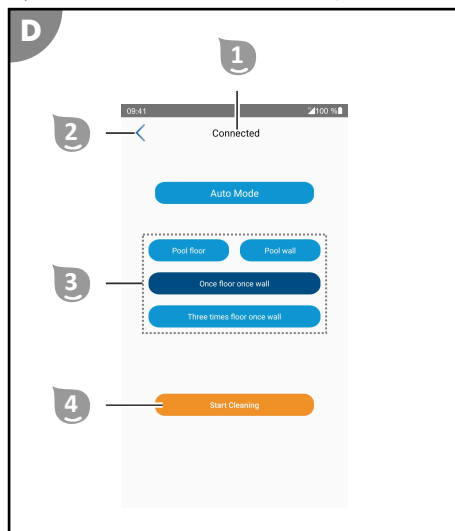 D
1
09:41 100 %
2 Connected
Auto Mode
Pool floor Pool wall
3 Once floor once wall
Three times floor once wall
4 Start Cleaning